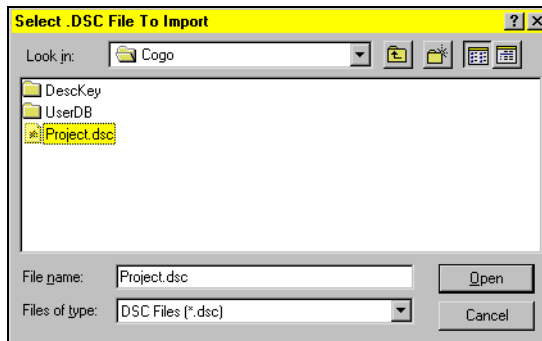 Select .DSC File To Import
Look in: Cogo
DescKey
UserDB
Project.dsc
File name: Project.dsc Open
Files of type: DSC Files (*.dsc) Cancel